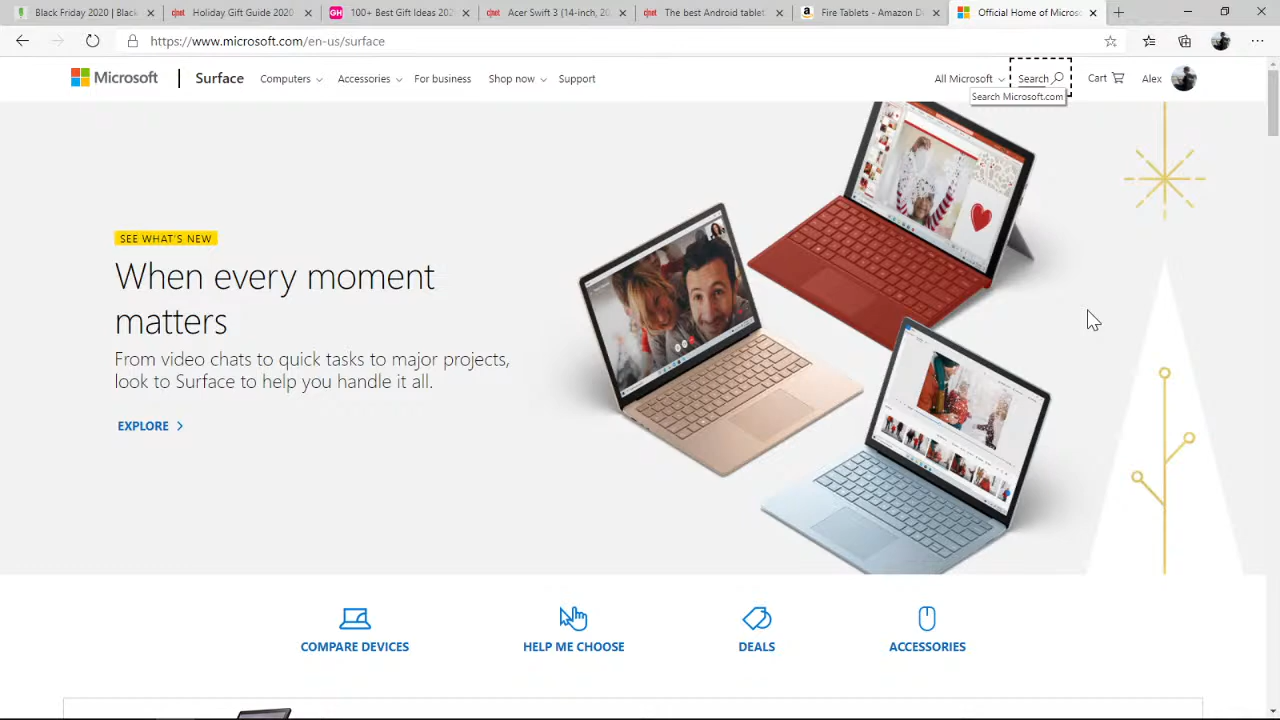 Black Friday 2020 | Black
Holiday Gift Guide 2020
100+ Best Gift Ideas 2020
Acer Swift 3 (14-inch, 20
The best Android tablet
Fire Tablets - Amazon D
Official Home of Microso
https://www.microsoft.com/en-us/surface
Microsoft
Surface
Computers
Accessories
For business
Shop now
Support
All Microsoft
Search
Cart
Alex
Search Microsoft.com
SEE WHAT'S NEW
When every moment
matters
From video chats to quick tasks to major projects,
look to Surface to help you handle it all.
EXPLORE
COMPARE DEVICES
HELP ME CHOOSE
DEALS
ACCESSORIES